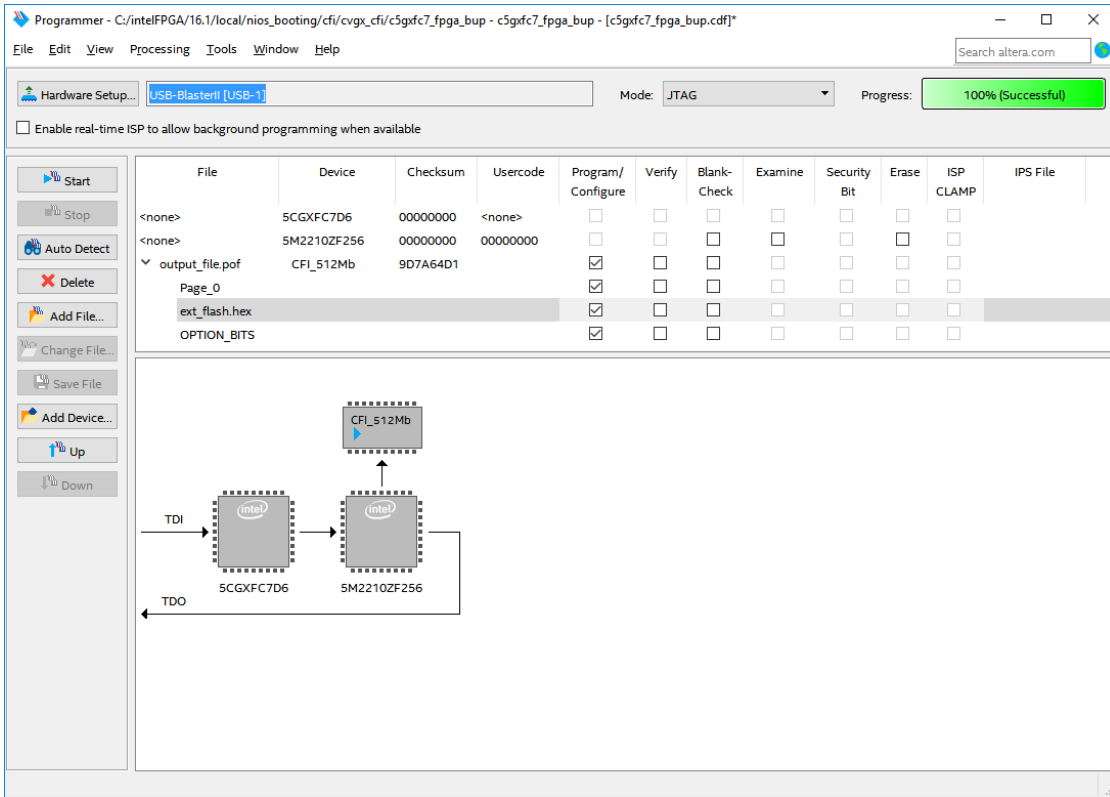 Programmer - C:/intelFPGA/16.1/local/nios_booting/cfi/cvgx_cfi/c5gxfc7_fpga_bup - c5gxfc7_fpga_bup - [c5gxfc7_fpga_bup.cdf]*
File Edit View Processing Tools Window Help
Search altera.com
Hardware Setup... USB-BlasterII [USB-1] Mode: JTAG Progress: 100% (Successful)
Enable real-time ISP to allow background programming when available
Start
Stop
Auto Detect
Delete
Add File...
Change File...
Save File
Add Device...
Up
Down
File Device Checksum Usercode Program/ Verify Blank- Examine Security Erase ISP IPS File
Configure Check Bit CLAMP
<none> 5CGXFC7D6 00000000 <none>
<none> 5M2210ZF256 00000000 00000000
output_file.pof CFI_512Mb 9D7A64D1
Page_0
ext_flash.hex
OPTION_BITS
CFI_512Mb
intel intel
TDI
5CGXFC7D6 5M2210ZF256
TDO